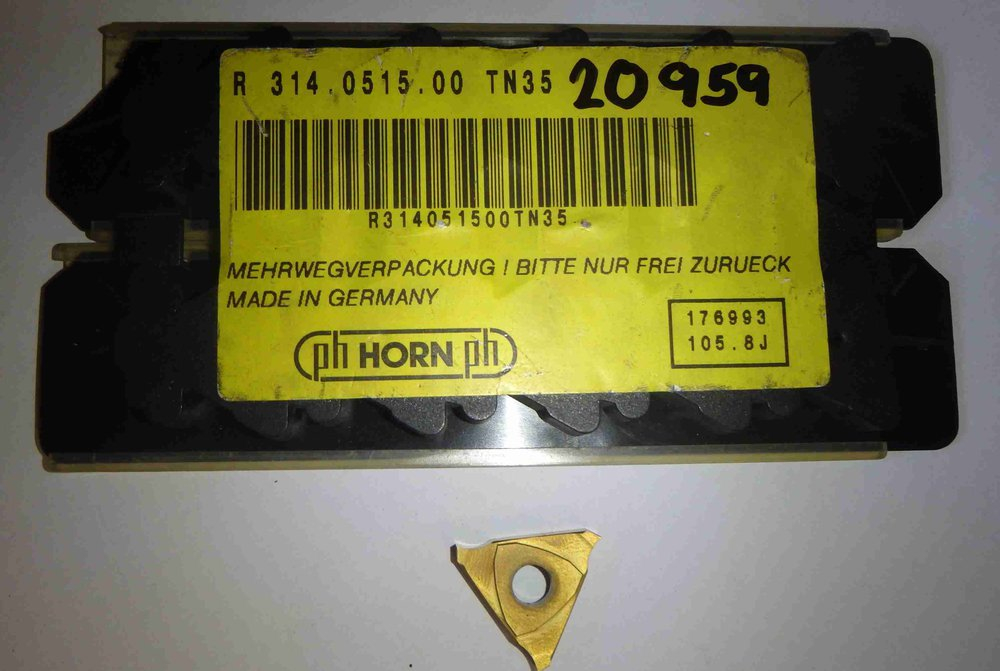 R 314.0515.00 TN35 20959
R314051500TN35
MEHRWEGVERPACKUNG ! BITTE NUR FREI ZURUECK
MADE IN GERMANY
ph HORN ph
176993
105.8J